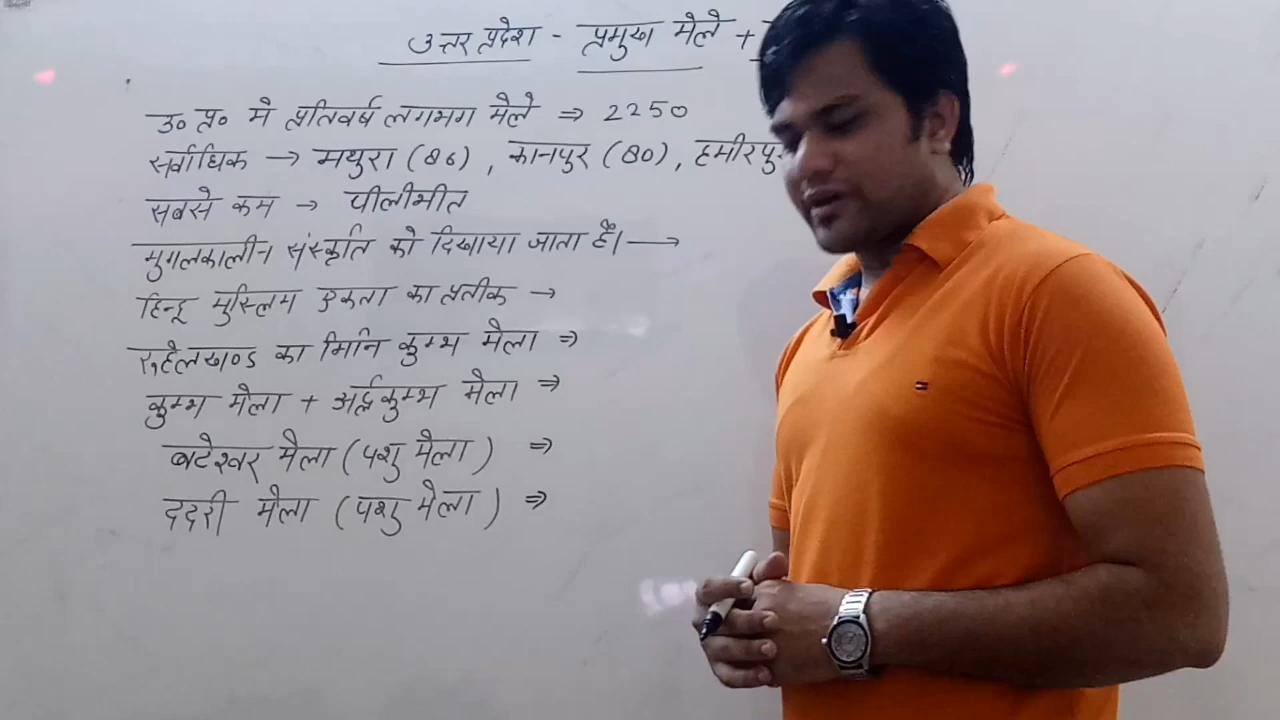 उत्तर प्रदेश - प्रमुख मेले +
उ० प्र० मे प्रतिवर्ष लगभग मेले ⇒ 2250
सर्वाधिक → मथुरा (86), कानपुर (80), हमीरपु
सबसे कम → पीलीभीत
मुगलकालीन संस्कृति को दिखाया जाता है। →
हिन्दू मुस्लिम एकता का प्रतीक →
रुहेलखण्ड का मिनि कुम्भ मेला ⇒
कुम्भ मेला + अर्द्धकुम्भ मेला ⇒
बटेश्वर मेला (पशु मेला) ⇒
ददरी मेला (पशु मेला) ⇒